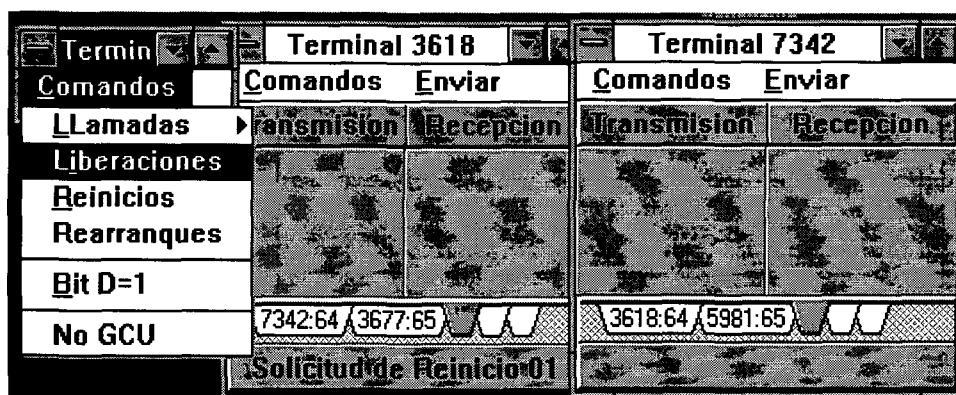 Termin
Comandos
LLamadas
Liberaciones
Reinicios
Rearranques
Bit D=1
No GCU
Terminal 3618
Comandos Enviar
ransmision Recepcion
7342:64 3677:65
Solicitud de Reinicio 01
Terminal 7342
Comandos Enviar
Transmision Recepcion
3618:64 5981:65